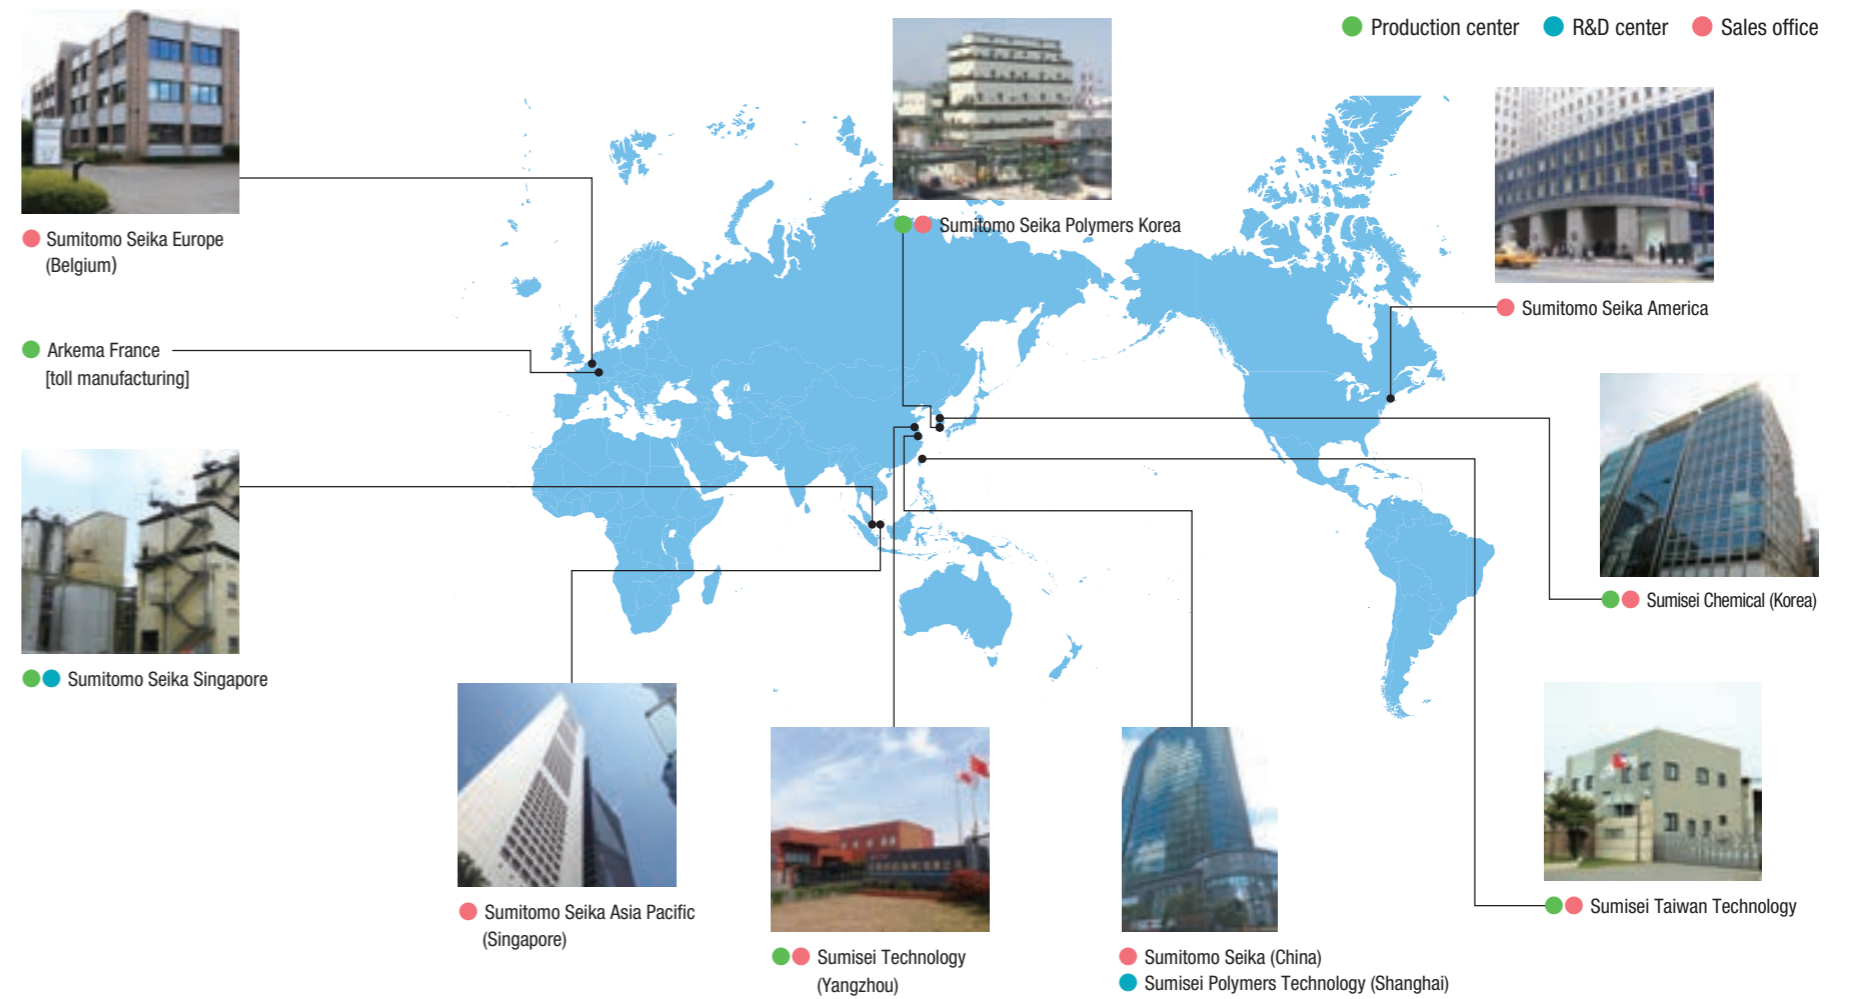 Production center
R&D center
Sales office
Sumitomo Seika Europe
(Belgium)
Sumitomo Seika Polymers Korea
Sumitomo Seika America
Arkema France
[toll manufacturing]
Sumitomo Seika Singapore
Sumisei Chemical (Korea)
Sumitomo Seika Asia Pacific
(Singapore)
Sumisei Technology
(Yangzhou)
Sumitomo Seika (China)
Sumisei Polymers Technology (Shanghai)
Sumisei Taiwan Technology